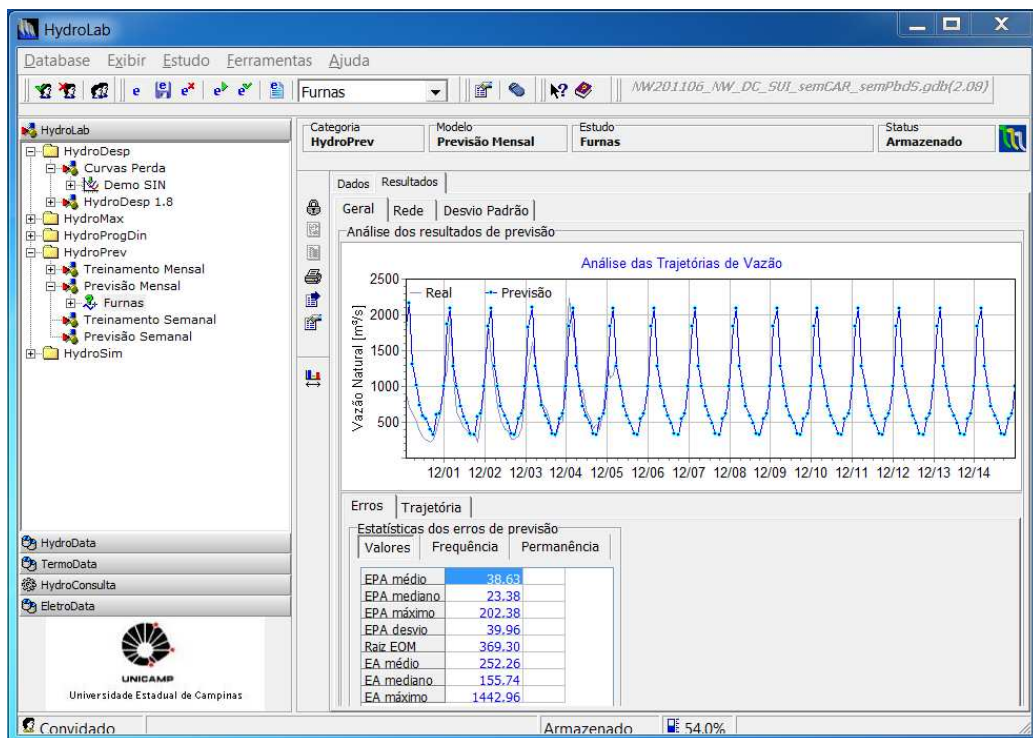 HydroLab
Database Exibir Estudo Ferramentas Ajuda
Furnas NW201106_NW_DC_SUI_semCAR_semPbdS.gdb(2.09)
HydroLab
HydroDesp
Curvas Perda
Demo SIN
HydroDesp 1.8
HydroMax
HydroProgDin
HydroPrev
Treinamento Mensal
Previsão Mensal
Furnas
Treinamento Semanal
Previsão Semanal
HydroSim
HydroData
TermoData
HydroConsulta
EletroData
UNICAMP
Universidade Estadual de Campinas
Categoria Modelo Estudo Status
HydroPrev Previsão Mensal Furnas Armazenado
Dados Resultados
Geral Rede Desvio Padrão
Análise dos resultados de previsão
Análise das Trajetórias de Vazão
Real Previsão
Vazão Natural [m³/s]
2500
2000
1500
1000
500
12/01 12/02 12/03 12/04 12/05 12/06 12/07 12/08 12/09 12/10 12/11 12/12 12/13 12/14
Erros Trajetória
Estatísticas dos erros de previsão
Valores Frequência Permanência
EPA médio 38.63
EPA mediano 23.38
EPA máximo 202.38
EPA desvio 39.96
Raiz EQM 369.30
EA médio 252.26
EA mediano 155.74
EA máximo 1442.96
Convidado Armazenado 54.0%